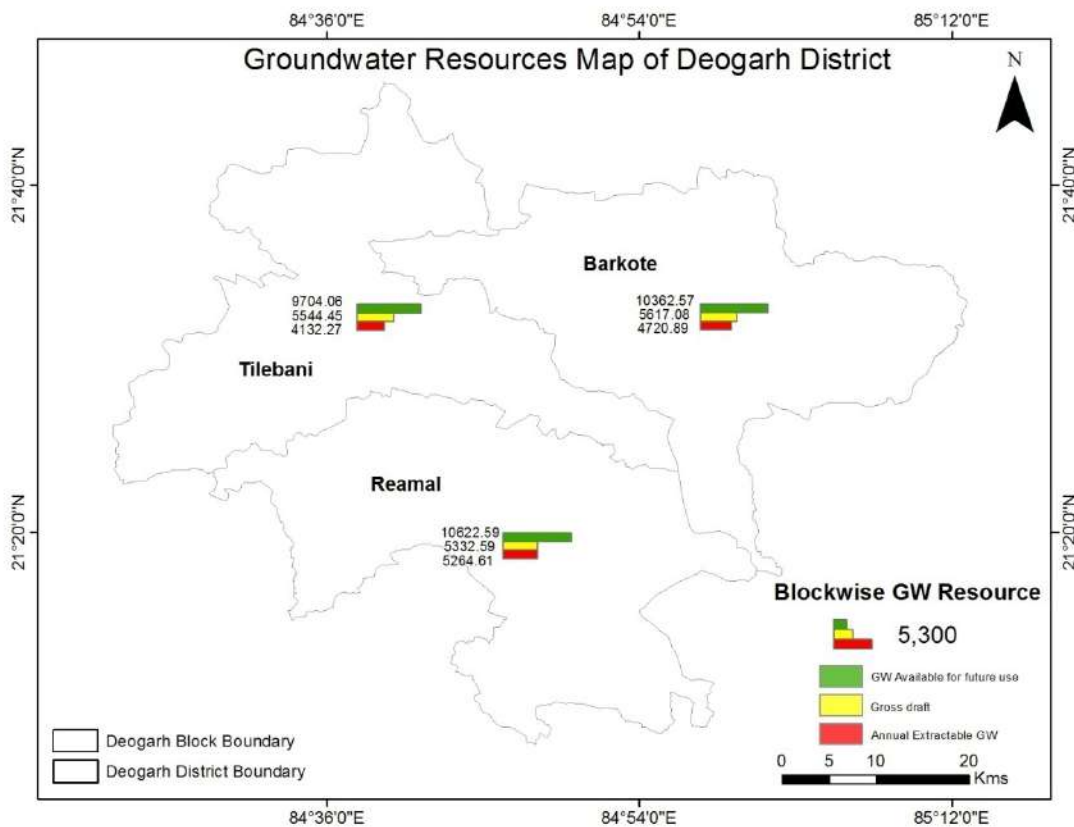 84°36'0"E
84°54'0"E
85°12'0"E
Groundwater Resources Map of Deogarh District
N
21°40'0"N
21°40'0"N
Barkote
9704.06
5544.45
4132.27
10362.57
5617.08
4720.89
Tilebani
Reamal
10622.59
5332.59
5264.61
21°20'0"N
21°20'0"N
Blockwise GW Resource
5,300
GW Available for future use
Gross draft
Annual Extractable GW
Deogarh Block Boundary
Deogarh District Boundary
0 5 10 20
Kms
84°36'0"E
84°54'0"E
85°12'0"E